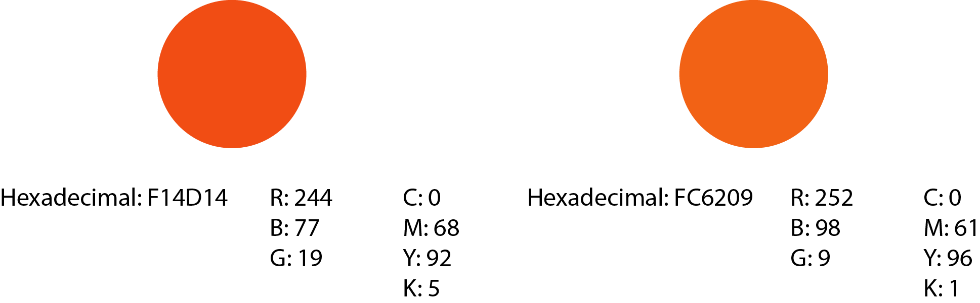 Hexadecimal: F14D14 R: 244 C: 0
B: 77 M: 68
G: 19 Y: 92
K: 5
Hexadecimal: FC6209 R: 252 C: 0
B: 98 M: 61
G: 9 Y: 96
K: 1